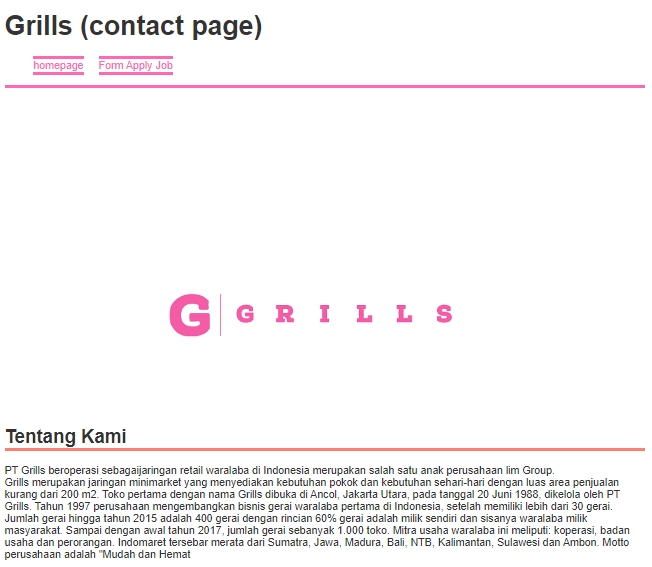 Grills (contact page)
homepage Form Apply Job
G GRILLS
Tentang Kami
PT Grills beroperasi sebagaijaringan retail waralaba di Indonesia merupakan salah satu anak perusahaan Iim Group.
Grills merupakan jaringan minimarket yang menyediakan kebutuhan pokok dan kebutuhan sehari-hari dengan luas area penjualan
kurang dari 200 m2. Toko pertama dengan nama Grills dibuka di Ancol, Jakarta Utara, pada tanggal 20 Juni 1988, dikelola oleh PT
Grills. Tahun 1997 perusahaan mengembangkan bisnis gerai waralaba pertama di Indonesia, setelah memiliki lebih dari 30 gerai.
Jumlah gerai hingga tahun 2015 adalah 400 gerai dengan rincian 60% gerai adalah milik sendiri dan sisanya waralaba milik
masyarakat. Sampai dengan awal tahun 2017, jumlah gerai sebanyak 1.000 toko. Mitra usaha waralaba ini meliputi: koperasi, badan
usaha dan perorangan. Indomaret tersebar merata dari Sumatra, Jawa, Madura, Bali, NTB, Kalimantan, Sulawesi dan Ambon. Motto
perusahaan adalah "Mudah dan Hemat